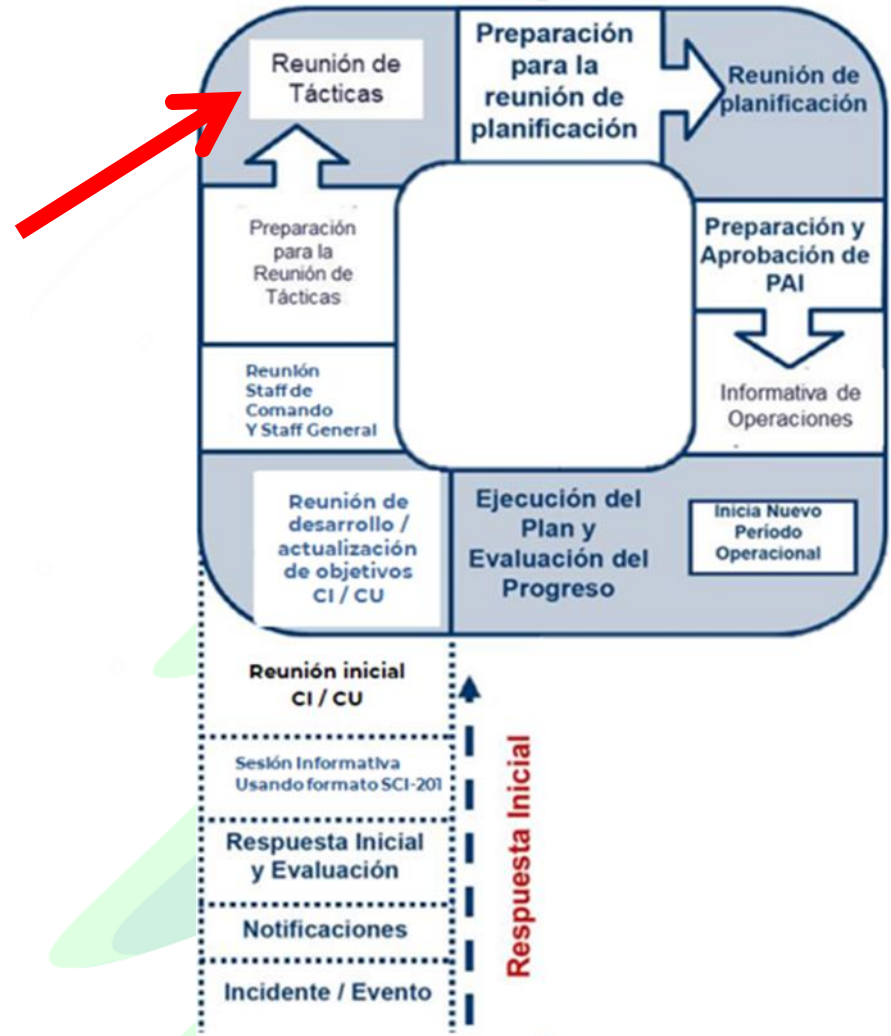 Reunión de
Tácticas
Preparación
para la
reunión de
planificación
Reunión de
planificación
Preparación
para la
Reunión de
Tácticas
Preparación y
Aprobación de
PAI
Reunión
Staff de
Comando
Y Staff General
Informativa de
Operaciones
Reunión de
desarrollo /
actualización
de objetivos
CI / CU
Ejecución del
Plan y
Evaluación del
Progreso
Inicia Nuevo
Período
Operacional
Reunión inicial
CI / CU
Sesión Informativa
Usando formato SCI-201
Respuesta Inicial
y Evaluación
Notificaciones
Incidente / Evento
Respuesta Inicial